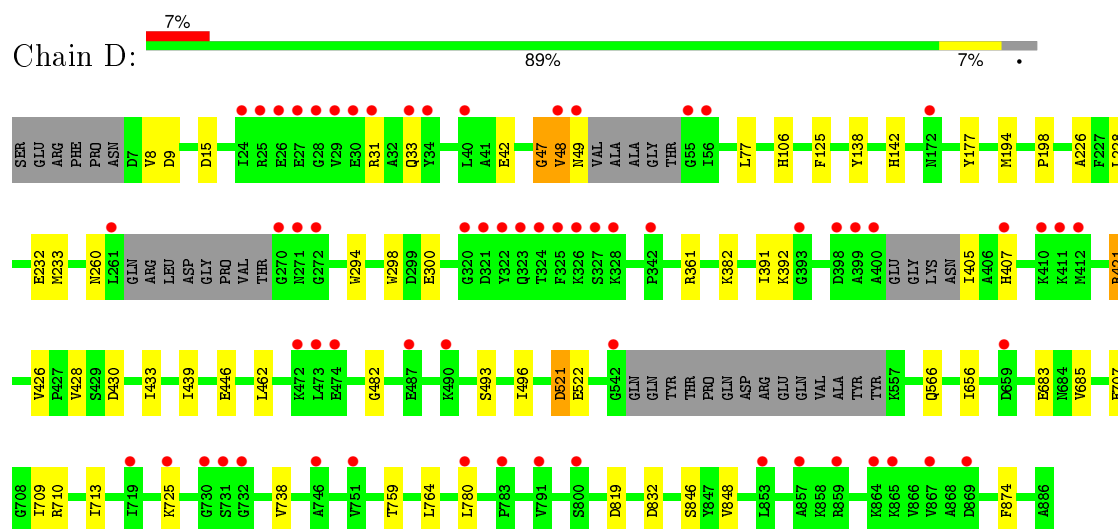 7%
Chain D:
89%
7%
•
SER GLU ARG PHE PRO ASN D7 V8 D9 D15 I24 R25 E26 E27 G28 V29 E30 R31 A32 Q33 Y34 L40 A41 E42 G47 V48 N49 VAL ALA ALA GLY THR G55 I56 L77 H106 F125 Y138 H142 N172 Y177 M194 P198 A226 F227 L228
E232 M233 N260 L261 GLN ARG LEU ASP GLY PRO VAL THR G270 N271 G272 W294 W298 D299 E300 G320 D321 Y322 Q323 T324 F325 K326 S327 K328 P342 R361 K382 I391 K392 G393 D398 A399 A400 GLU GLY LYS ASN I405 A406 H407 K410 K411 M412 R421
V426 P427 V428 S429 D430 I433 I439 E446 L462 K472 L473 E474 G482 E487 K490 S493 I496 D521 E522 G542 GLN GLN TYR THR PRO GLN ASP ARG GLU GLN VAL ALA TYR TYR K557 Q566 I656 D659 E683 N684 V685
G708 I709 R710 I713 I719 K725 G730 S731 G732 V738 A746 V751 T759 L764 L780 P783 V791 S800 D819 D832 S846 Y847 V848 L853 A857 K858 R859 K864 K865 V866 V867 A868 D869 F874 A886